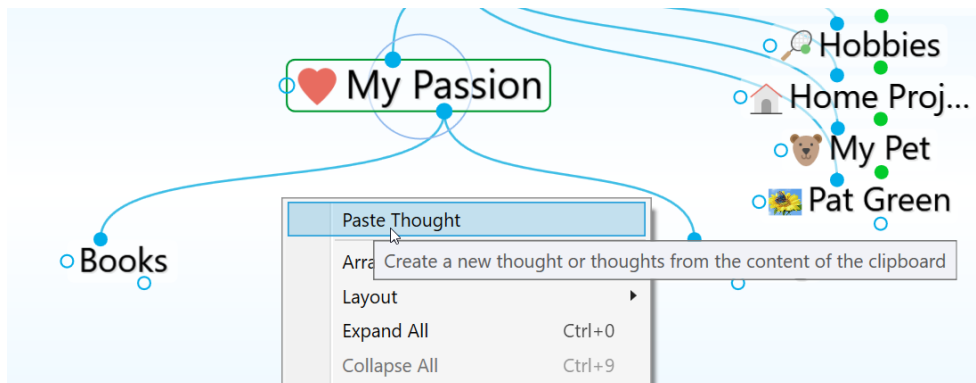 Hobbies
My Passion
Home Proj...
My Pet
Pat Green
Paste Thought
Books
Arra
Create a new thought or thoughts from the content of the clipboard
Layout
Expand All Ctrl+0
Collapse All Ctrl+9